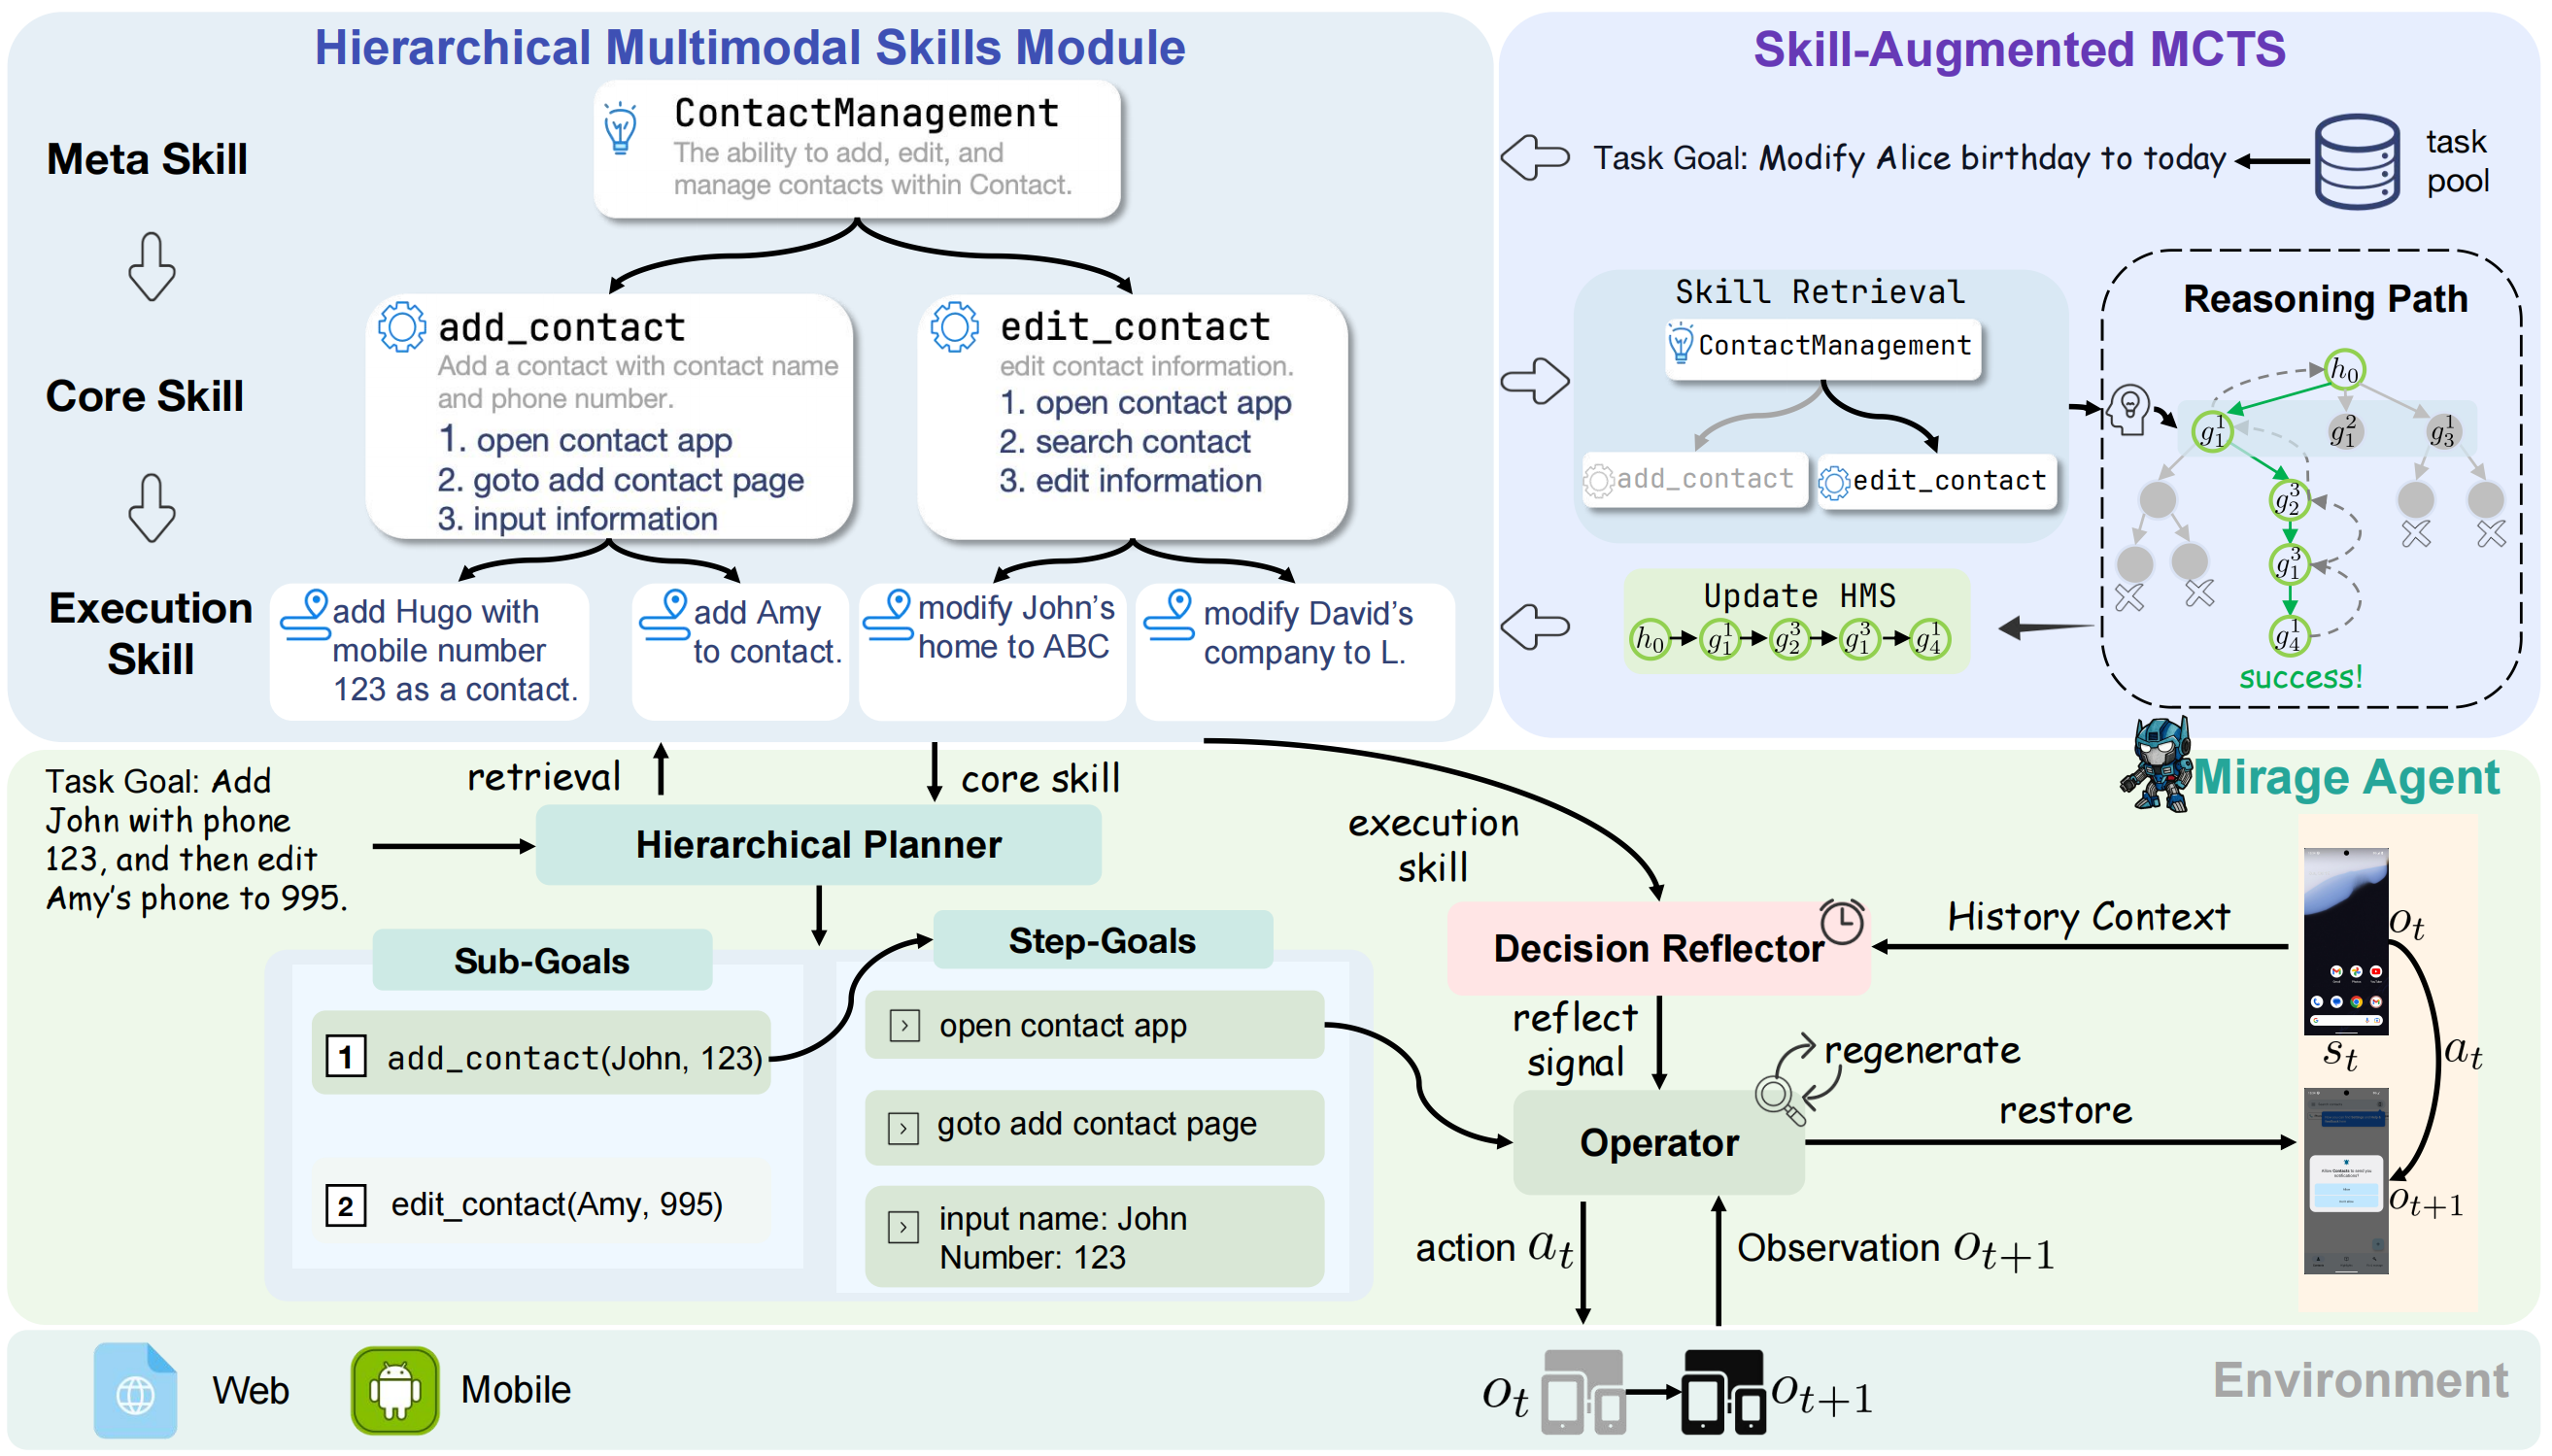 Hierarchical Multimodal Skills Module
Meta Skill
Core Skill
Execution
Skill
ContactManagement
The ability to add, edit, and
manage contacts within Contact.
add_contact
Add a contact with contact name
and phone number.
1. open contact app
2. goto add contact page
3. input information
edit_contact
edit contact information.
1. open contact app
2. search contact
3. edit information
add Hugo with
mobile number
123 as a contact.
add Amy
to contact.
modify John's
home to ABC
modify David's
company to L.
Skill-Augmented MCTS
Task Goal: Modify Alice birthday to today
task
pool
Skill Retrieval
ContactManagement
add_contact
edit_contact
Reasoning Path
h_0
g_1^1
g_1^2
g_3^1
g_2^3
g_1^3
g_4^1
success!
Update HMS
h_0
g_1^1
g_2^3
g_1^3
g_4^1
Mirage Agent
Task Goal: Add
John with phone
123, and then edit
Amy's phone to 995.
retrieval
core skill
execution
skill
Hierarchical Planner
Sub-Goals
1 add_contact(John, 123)
2 edit_contact(Amy, 995)
Step-Goals
open contact app
goto add contact page
input name: John
Number: 123
Decision Reflector
History Context
reflect
signal
regenerate
Operator
restore
action a_t
Observation o_{t+1}
o_t
s_t
a_t
o_{t+1}
Web
Mobile
o_t
o_{t+1}
Environment